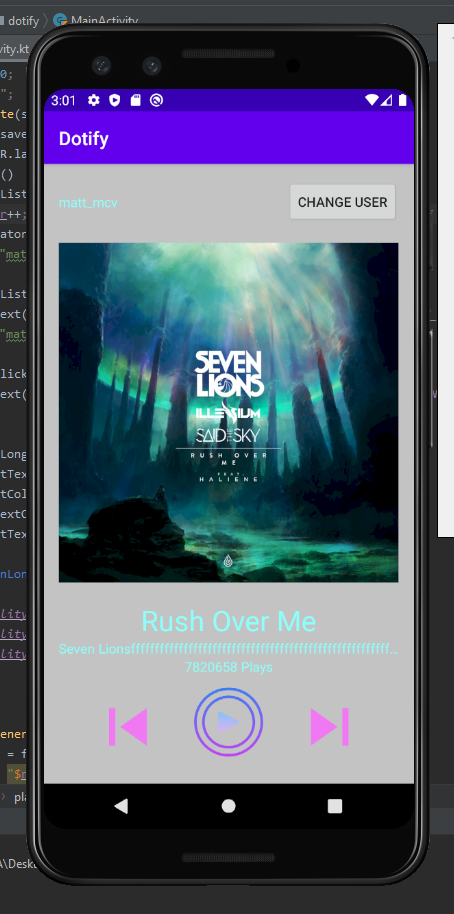 dotify MainActivity
vity.kt
0;
";
te(s
save
R.la
()
List
r++;
ator
"mat
List
ext(
"mat
lick
ext(
Long
tTex
tCol
extC
tTex
nLon
lity
lity
lity
ener
= f
"$
pla
A\Desk
3:01
Dotify
matt_mcv
CHANGE USER
SEVEN
LIONS
ILLENIUM
SAID THE SKY
RUSH OVER
ME
FEAT.
HALIENE
Rush Over Me
Seven Lionsffffffffffffffffffffffffffffffffffffffffffffffffffff...
7820658 Plays